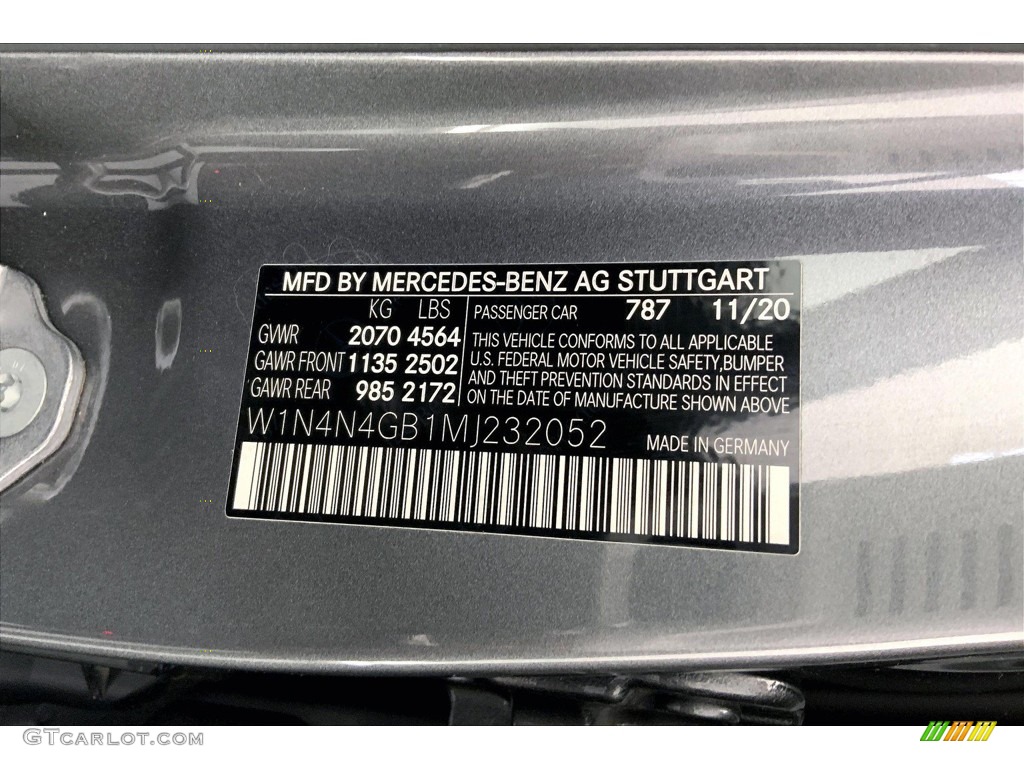 MFD BY MERCEDES-BENZ AG STUTTGART
KG LBS
GVWR 2070 4564
GAWR FRONT 1135 2502
GAWR REAR 985 2172
PASSENGER CAR 787 11/20
THIS VEHICLE CONFORMS TO ALL APPLICABLE
U.S. FEDERAL MOTOR VEHICLE SAFETY,BUMPER
AND THEFT PREVENTION STANDARDS IN EFFECT
ON THE DATE OF MANUFACTURE SHOWN ABOVE
W1N4N4GB1MJ232052
MADE IN GERMANY
GTCARLOT.COM